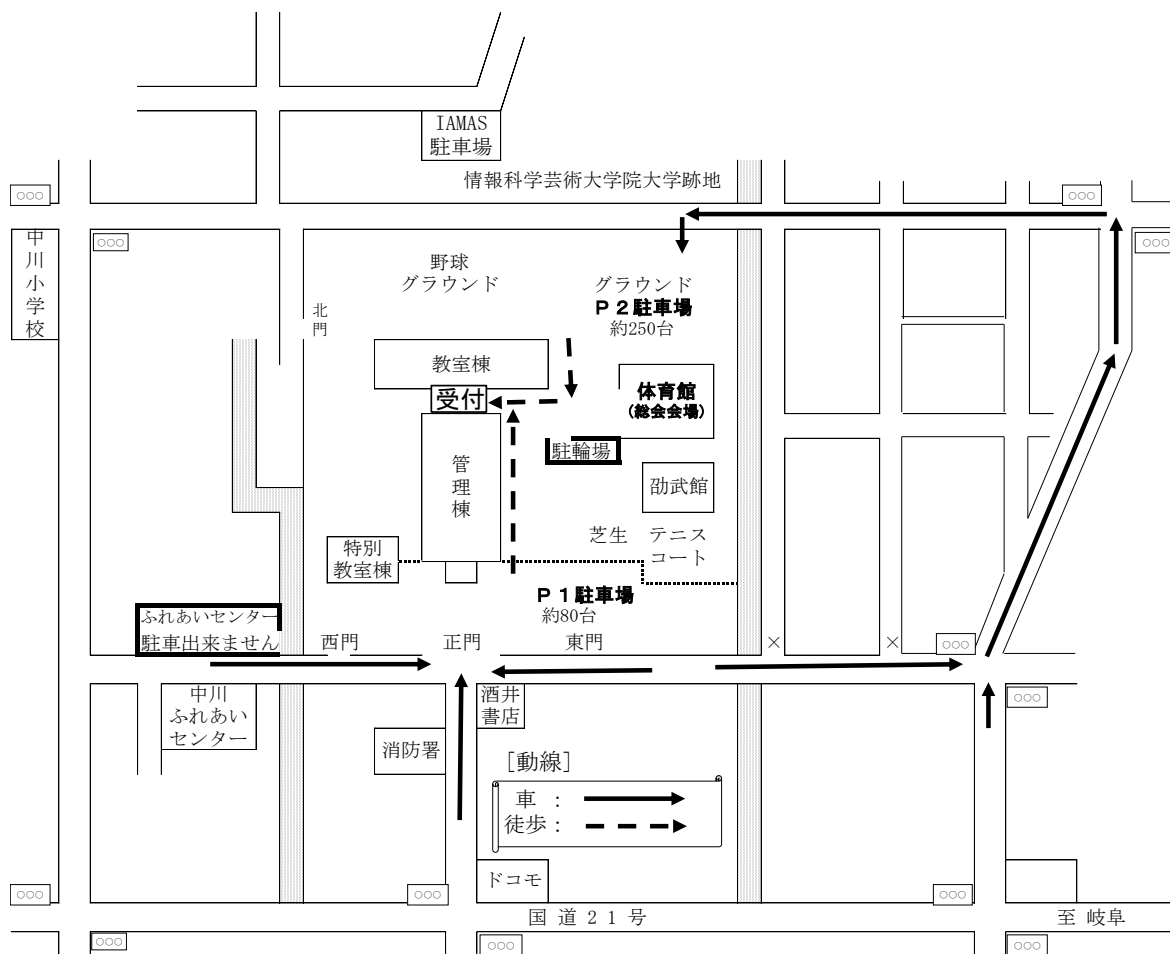 IAMAS
駐車場
情報科学芸術大学院大学跡地
○○○
○○○
○○○
○○○
中川小学校
野球
グラウンド
グラウンド
Ｐ２駐車場
約250台
北門
教室棟
受付
体育館
(総会会場)
駐輪場
管理棟
劭武館
芝生
テニス
コート
特別
教室棟
Ｐ１駐車場
約80台
ふれあいセンター
駐車出来ません
西門
正門
東門
×
×
○○○
中川
ふれあい
センター
酒井
書店
○○○
消防署
[動線]
車 ：
徒歩：
ドコモ
○○○
○○○
○○○
国道２１号
至 岐阜
○○○
○○○
○○○